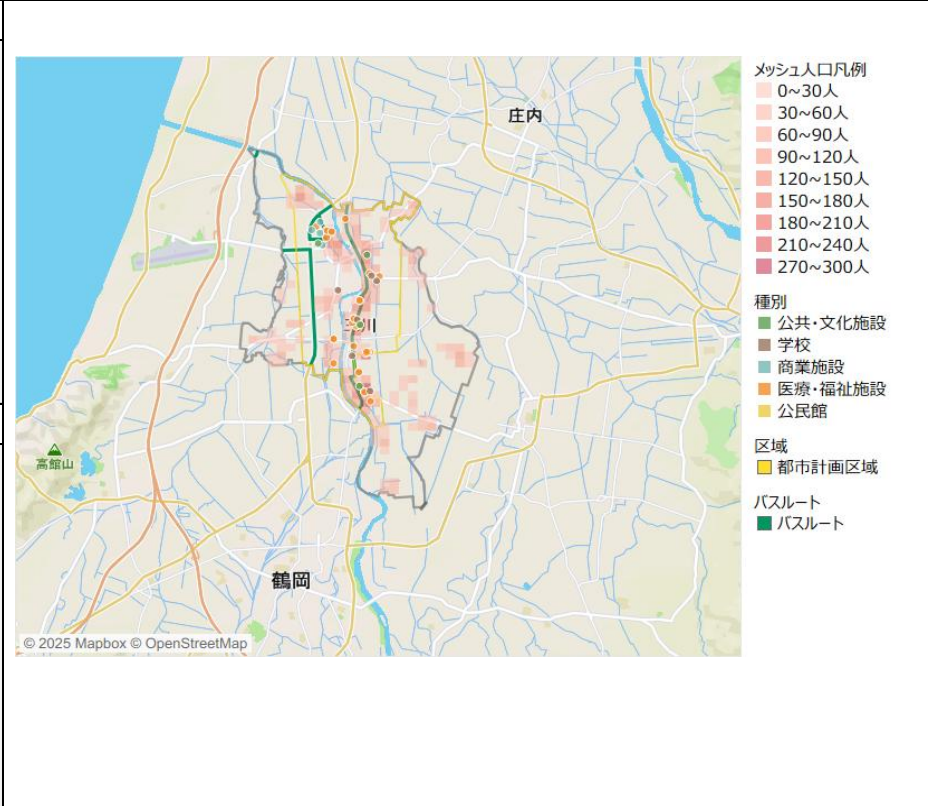 庄内
川
高館山
鶴岡
© 2025 Mapbox © OpenStreetMap
メッシュ人口凡例
0~30人
30~60人
60~90人
90~120人
120~150人
150~180人
180~210人
210~240人
270~300人
種別
公共・文化施設
学校
商業施設
医療・福祉施設
公民館
区域
都市計画区域
バスルート
バスルート